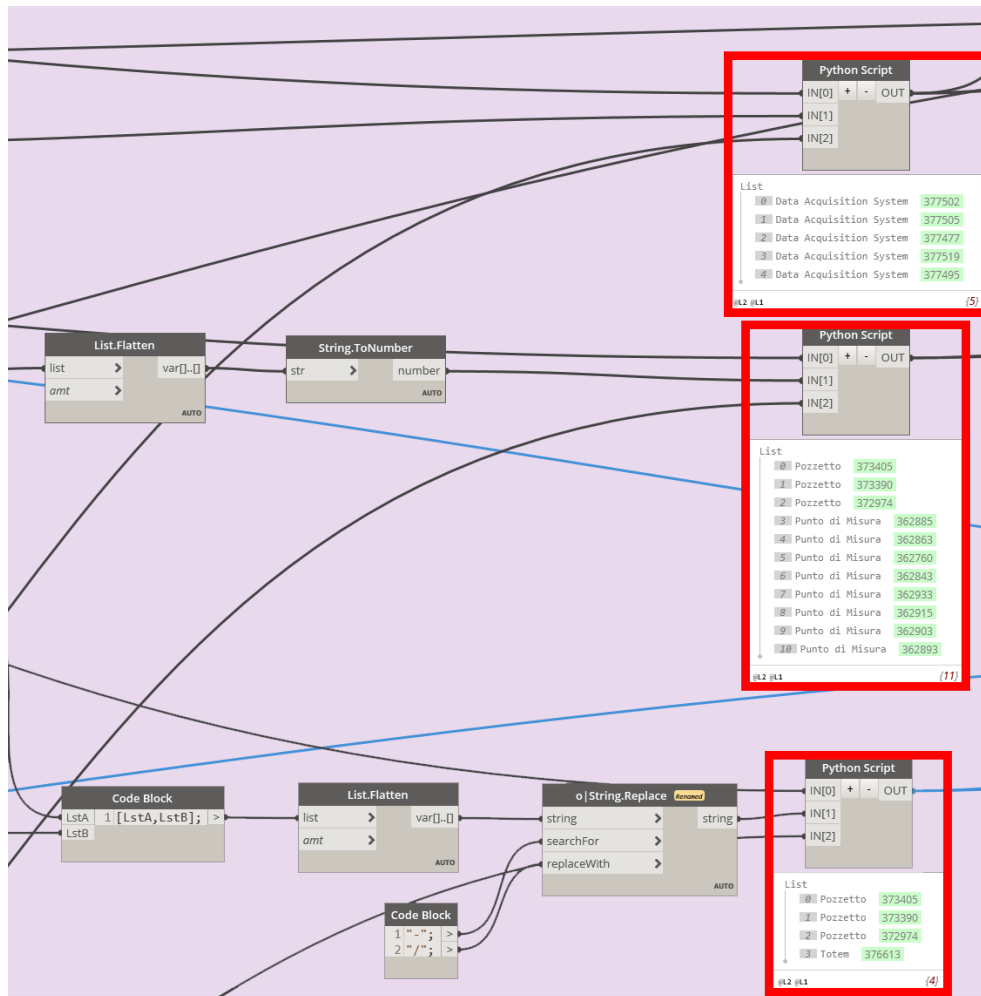 Python Script
IN[0] + - OUT
IN[1]
IN[2]
List
0 Data Acquisition System 377502
1 Data Acquisition System 377505
2 Data Acquisition System 377477
3 Data Acquisition System 377519
4 Data Acquisition System 377495
@L2 @L1 {5}
List.Flatten
list > var[]..[]
amt >
AUTO
String.ToNumber
str > number
AUTO
Python Script
IN[0] + - OUT
IN[1]
IN[2]
List
0 Pozzetto 373405
1 Pozzetto 373390
2 Pozzetto 372974
3 Punto di Misura 362885
4 Punto di Misura 362863
5 Punto di Misura 362760
6 Punto di Misura 362843
7 Punto di Misura 362933
8 Punto di Misura 362915
9 Punto di Misura 362903
10 Punto di Misura 362893
@L2 @L1 {11}
Code Block
LstA 1 [LstA,LstB]; >
LstB
List.Flatten
list > var[]..[]
amt >
AUTO
o|String.Replace Renamed
string > string
searchFor >
replaceWith >
AUTO
Code Block
1 "-"; >
2 "/"; >
Python Script
IN[0] + - OUT
IN[1]
IN[2]
List
0 Pozzetto 373405
1 Pozzetto 373390
2 Pozzetto 372974
3 Totem 376613
@L2 @L1 {4}